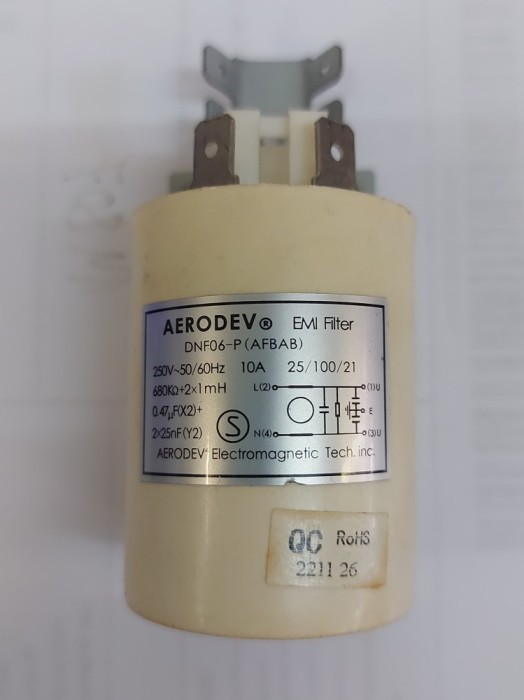 AERODEV® EMI Filter
DNF06-P (AFBAB)
250V~50/60Hz 10A 25/100/21
680KΩ+2×1mH
0.47µF(X2)+
2×25nF(Y2)
L(2) (1)U
E
N(4) (3)U
S
AERODEV® Electromagnetic Tech. inc.
QC RoHS
2211 26